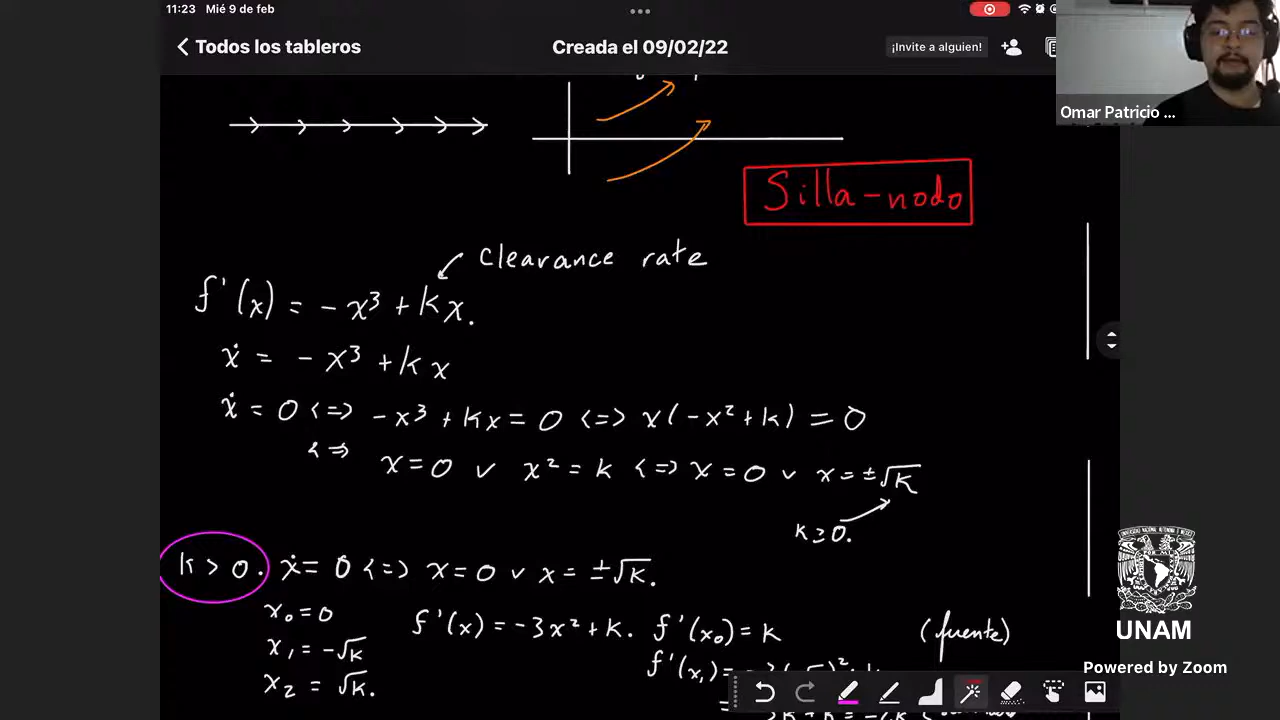 11:23 Mié 9 de feb
Todos los tableros
Creada el 09/02/22
¡Invite a alguien!
Omar Patricio ...
Silla-nodo
clearance rate
f'(x) = -x³ + kx.
ẋ = -x³ + kx
ẋ = 0 <=> -x³ + kx = 0 <=> x(-x² + k) = 0
<=> x = 0 v x² = k <=> x = 0 v x = ±√k
k ≥ 0.
k > 0. ẋ = 0 <=> x = 0 v x = ±√k.
x₀ = 0
f'(x) = -3x² + k. f'(x₀) = k (fuente)
x₁ = -√k
f'(x₁) =
x₂ = √k.
UNAM
Powered by Zoom